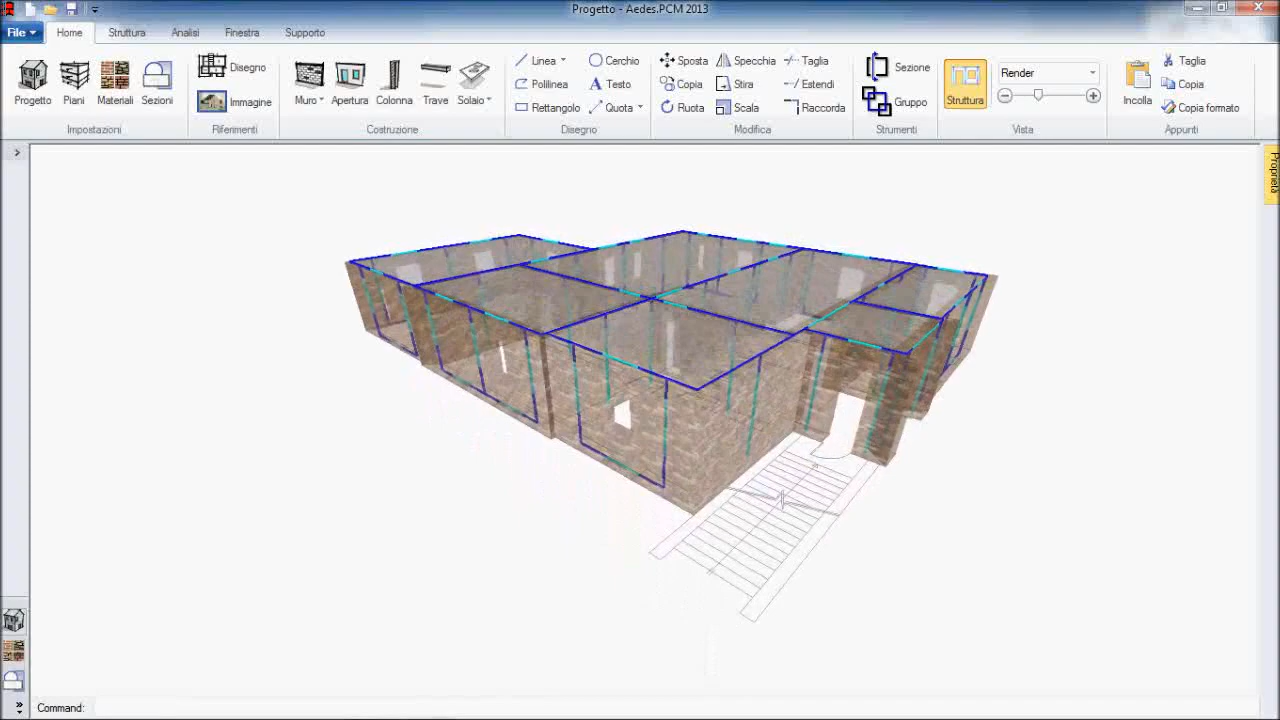 Progetto - Aedes.PCM 2013
File Home Struttura Analisi Finestra Supporto
Progetto Piani Materiali Sezioni
Impostazioni
Disegno
Immagine
Riferimenti
Muro Apertura Colonna Trave Solaio
Costruzione
Linea Cerchio
Polilinea Testo
Rettangolo Quota
Disegno
Sposta Specchia Taglia
Copia Stira Estendi
Ruota Scala Raccorda
Modifica
Sezione
Gruppo
Strumenti
Struttura
Render
Vista
Incolla
Taglia
Copia
Copia formato
Appunti
Proprietà
Command: